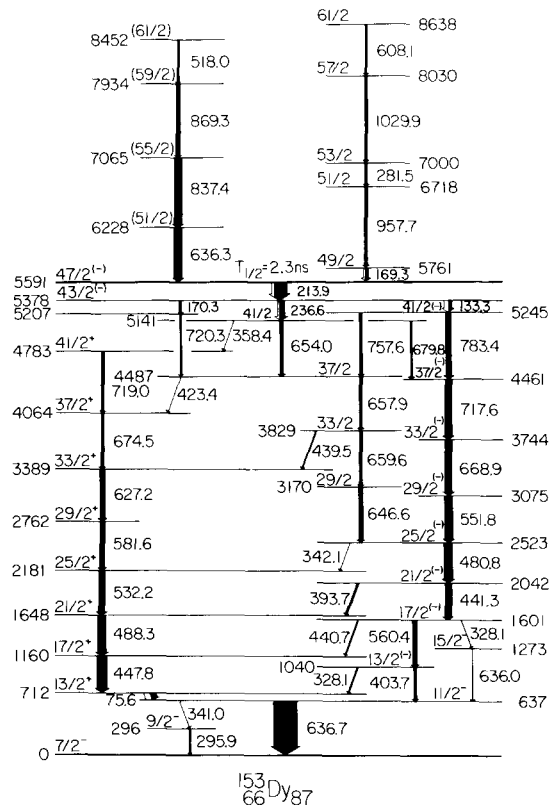 61/2 8638
8452 (61/2)
518.0 608.1
7934 (59/2) 57/2 8030
869.3 1029.9
7065 (55/2) 53/2 7000
281.5
51/2 6718
837.4 957.7
6228 (51/2)
636.3 49/2 5761
T1/2=2.3ns 169.3
5591 47/2(-)
213.9
5378 43/2(-)
170.3 236.6 41/2(-) 133.3
5207 41/2 5245
5141
720.3 358.4 654.0 757.6 679.8 783.4
4783 41/2+
4487 37/2 37/2(-) 4461
719.0 423.4
4064 37/2+
657.9 717.6
3829 33/2
674.5 439.5 33/2(-) 3744
3389 33/2+
659.6 668.9
627.2 3170 29/2 29/2(-) 3075
2762 29/2+
646.6 551.8
581.6 25/2(-) 2523
342.1 480.8
2181 25/2+
21/2(-) 2042
532.2 393.7 441.3
1648 21/2+
17/2(-) 1601
488.3 440.7 560.4 15/2- 328.1
1273
1160 17/2+
1040 13/2(-)
447.8 328.1 403.7 636.0
712 13/2+
75.6 11/2- 637
341.0 636.7
296 9/2-
295.9
0 7/2-
153
66Dy87